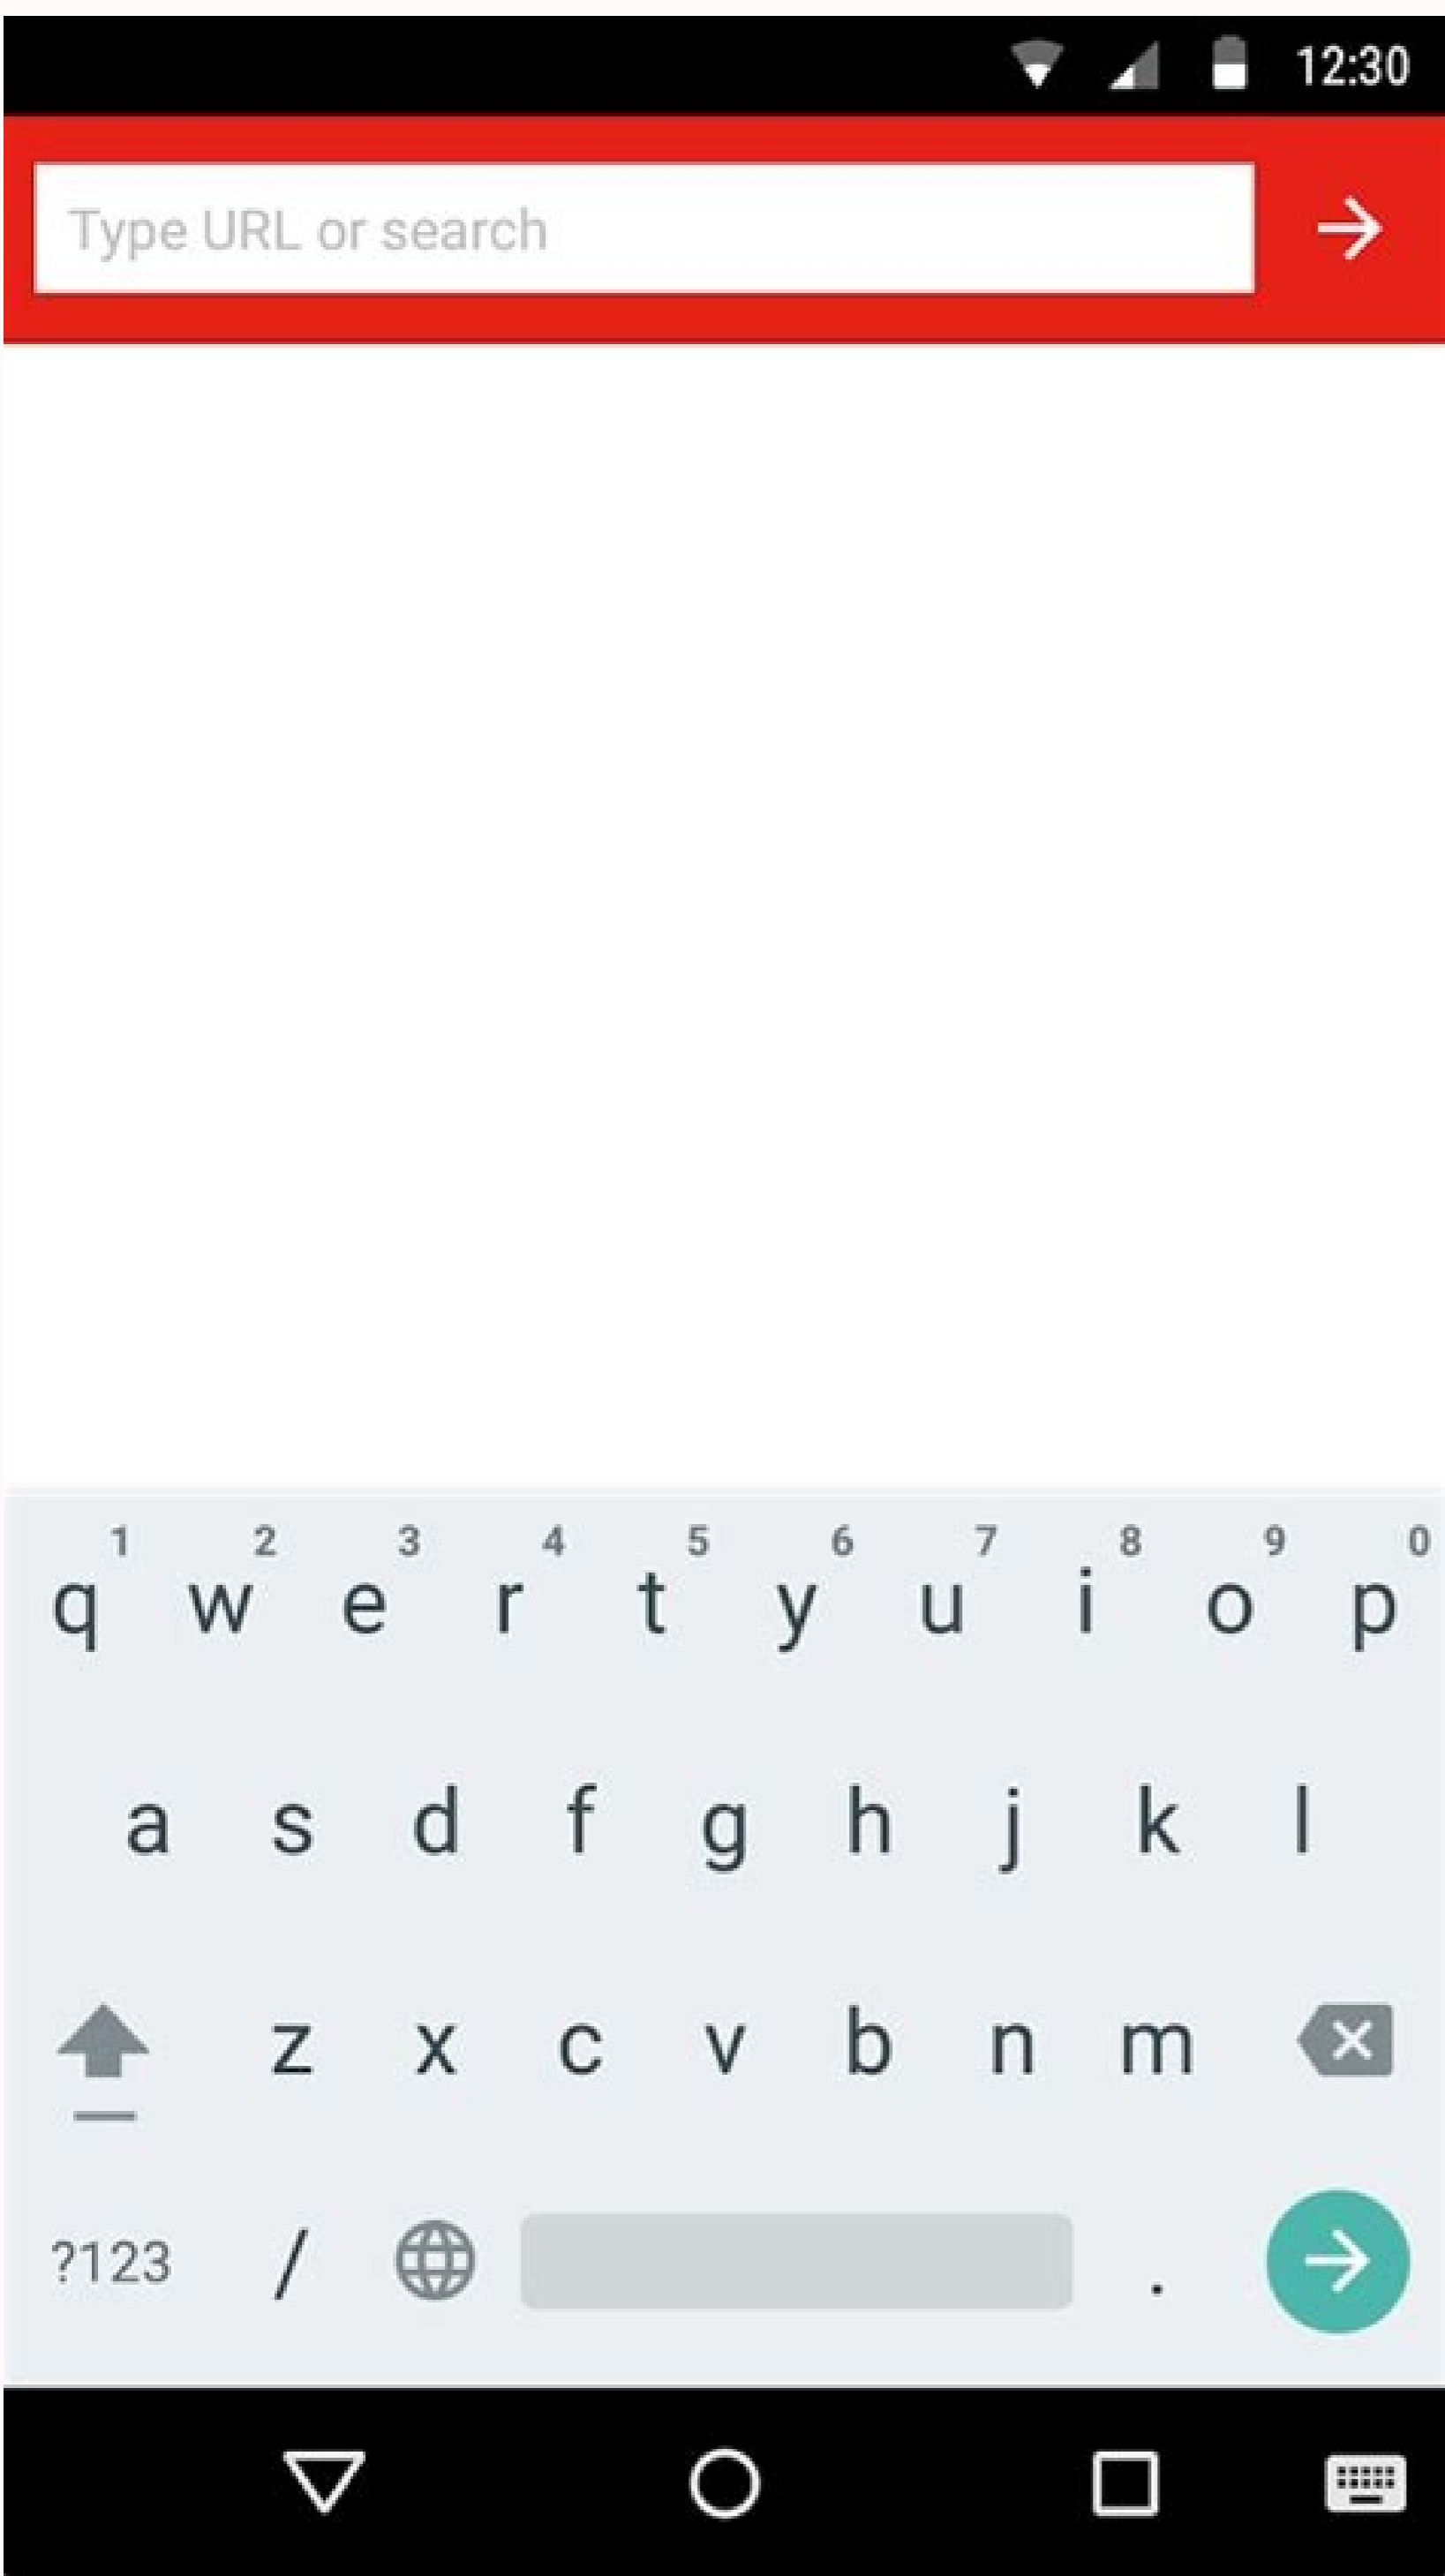 12:30
Type URL or search
1 2 3 4 5 6 7 8 9 0
q w e r t y u i o p
a s d f g h j k l
z x c v b n m
?123 / .